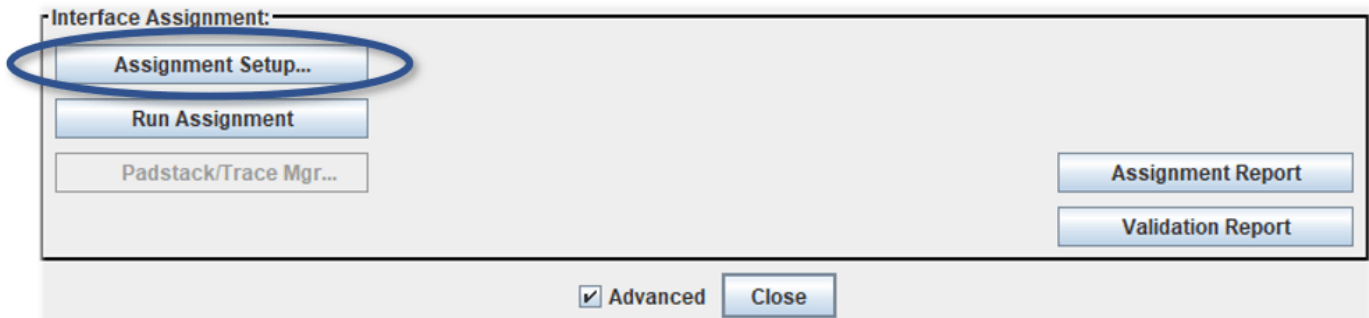 Interface Assignment:
Assignment Setup...
Run Assignment
Padstack/Trace Mgr...
Assignment Report
Validation Report
Advanced
Close